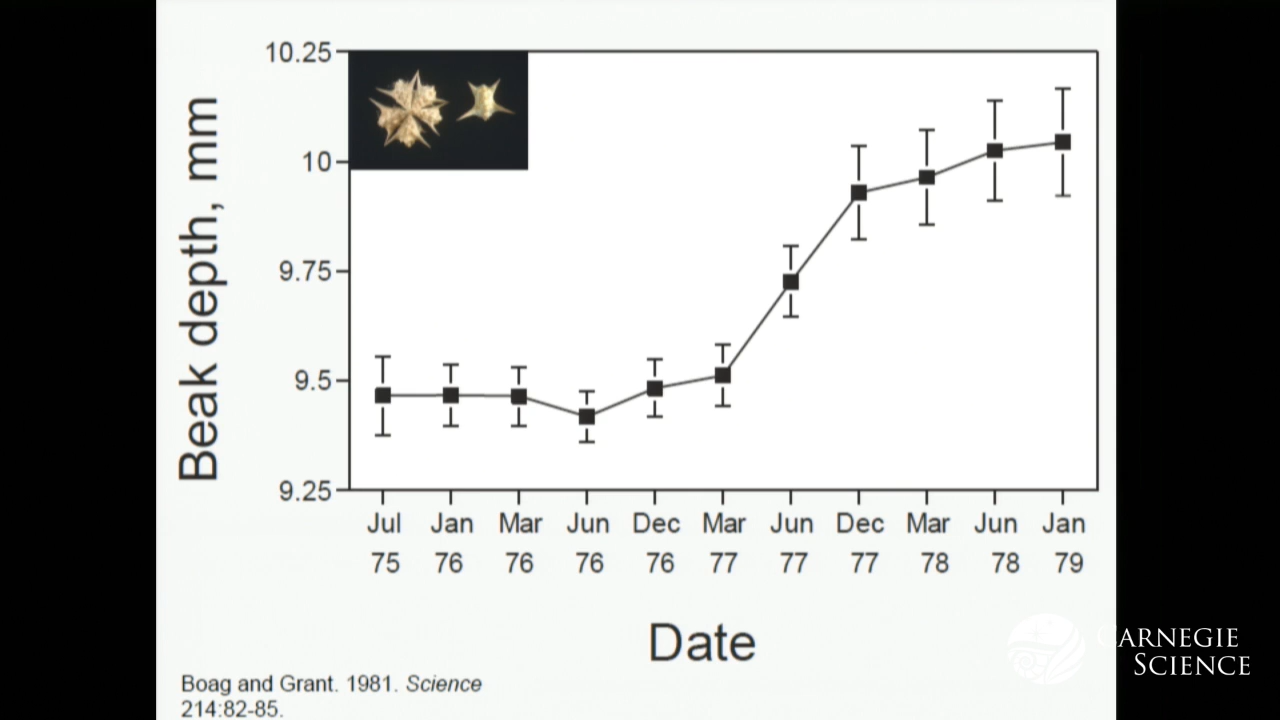 Beak depth, mm
10.25
10
9.75
9.5
9.25
Jul Jan Mar Jun Dec Mar Jun Dec Mar Jun Jan
75 76 76 76 76 77 77 77 78 78 79
Date
Boag and Grant. 1981. Science
214:82-85.
CARNEGIE
SCIENCE